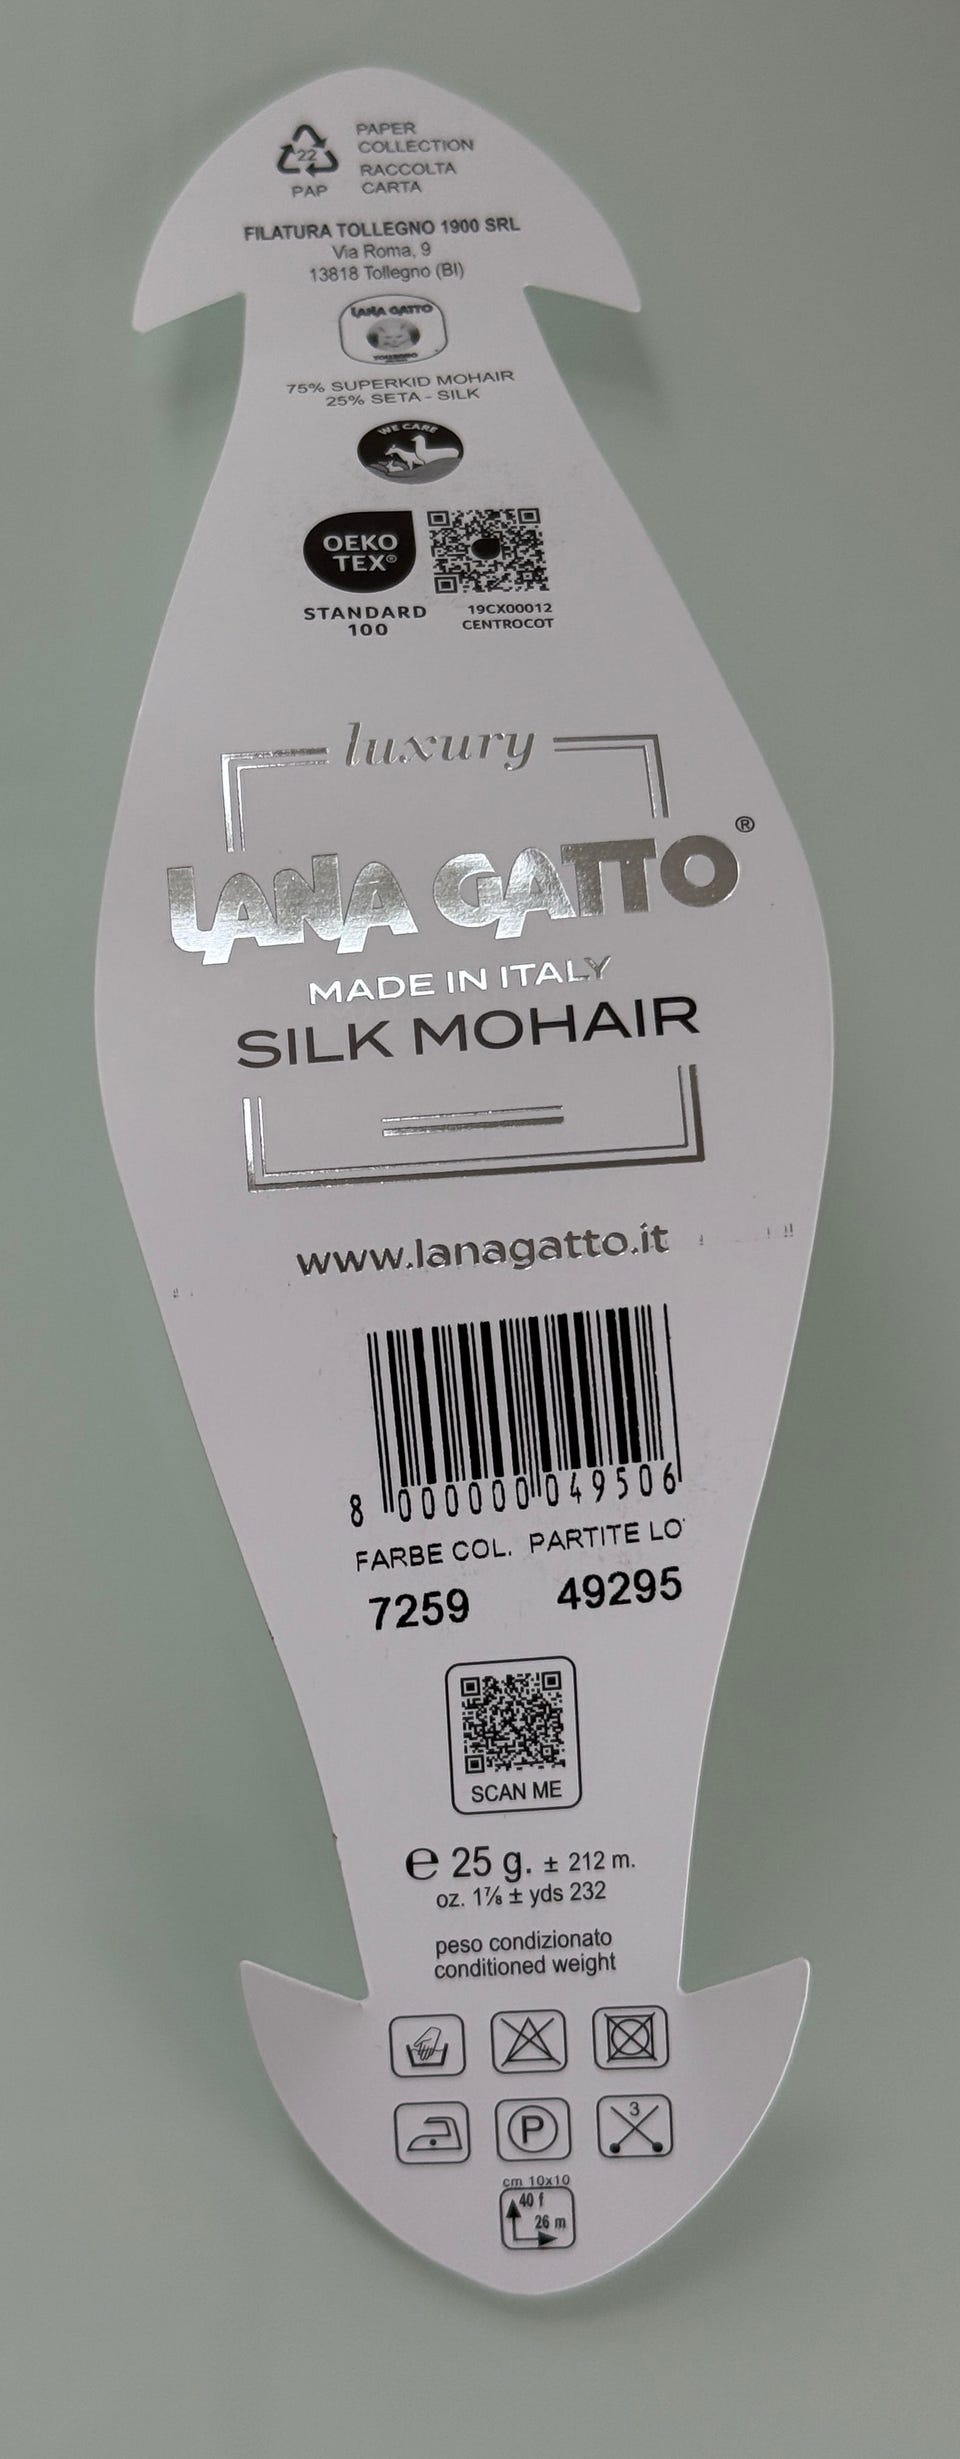 PAPER
COLLECTION
RACCOLTA
CARTA
22
PAP
FILATURA TOLLEGNO 1900 SRL
Via Roma, 9
13818 Tollegno (BI)
LANA GATTO
75% SUPERKID MOHAIR
25% SETA - SILK
WE CARE
OEKO
TEX®
STANDARD
100
19CX00012
CENTROCOT
luxury
LANA GATTO®
MADE IN ITALY
SILK MOHAIR
www.lanagatto.it
8 000000 049506
FARBE COL. PARTITE LO
7259 49295
SCAN ME
℮ 25 g. ± 212 m.
oz. 1⅞ ± yds 232
peso condizionato
conditioned weight
P
3
cm 10x10
40 f
26 m